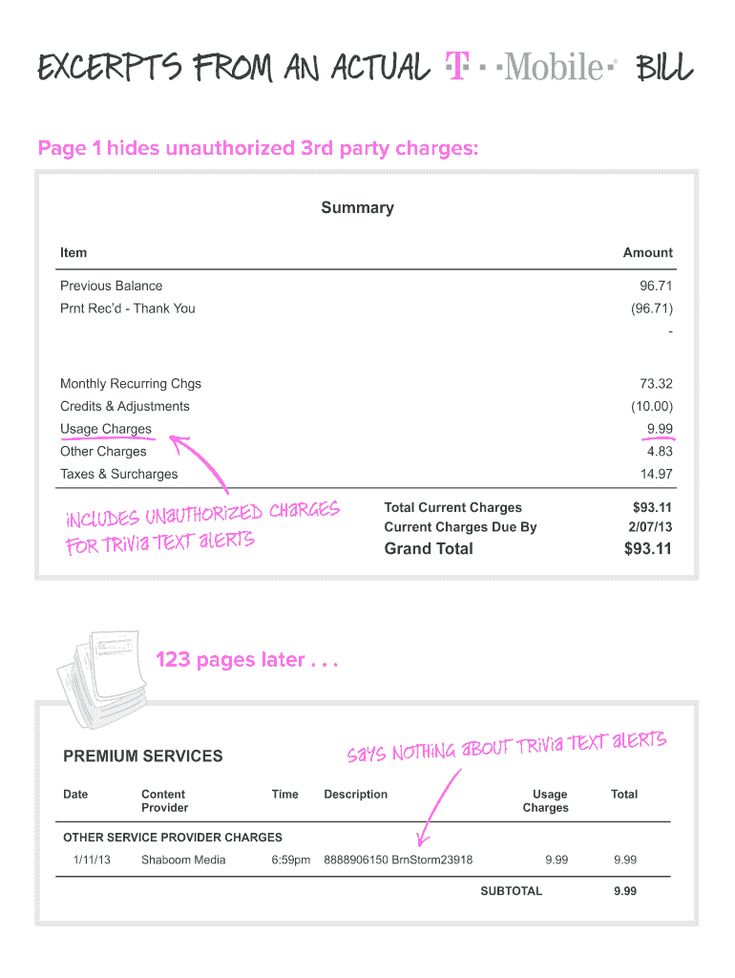 EXCERPTS FROM AN ACTUAL T··Mobile·® BILL
Page 1 hides unauthorized 3rd party charges:
Summary
Item Amount
Previous Balance 96.71
Prnt Rec'd - Thank You (96.71)
-
Monthly Recurring Chgs 73.32
Credits & Adjustments (10.00)
Usage Charges 9.99
Other Charges 4.83
Taxes & Surcharges 14.97
INCLUDES UNAUTHORIZED CHARGES
FOR TRIVIA TEXT ALERTS
Total Current Charges $93.11
Current Charges Due By 2/07/13
Grand Total $93.11
123 pages later . . .
SAYS NOTHING ABOUT TRIVIA TEXT ALERTS
PREMIUM SERVICES
Date Content Time Description Usage Total
Provider Charges
OTHER SERVICE PROVIDER CHARGES
1/11/13 Shaboom Media 6:59pm 8888906150 BrnStorm23918 9.99 9.99
SUBTOTAL 9.99